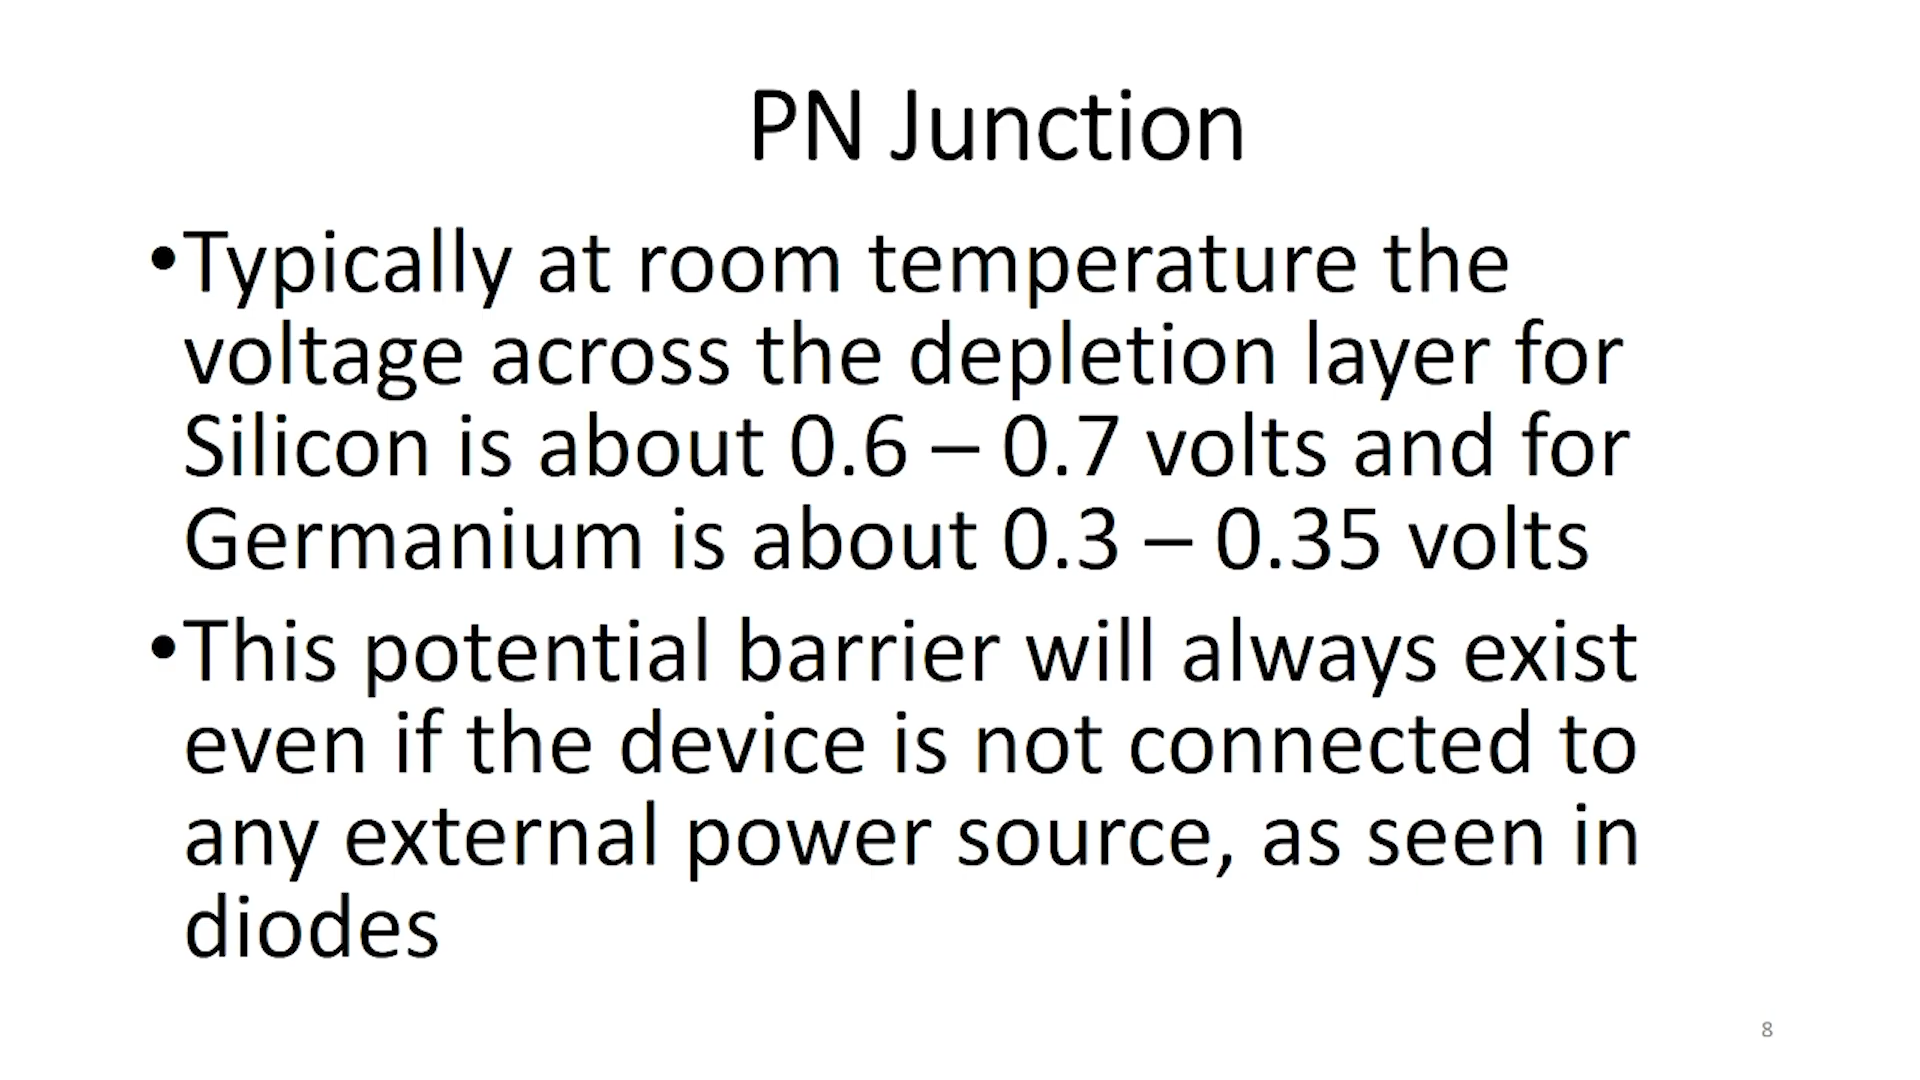 PN Junction
•Typically at room temperature the
voltage across the depletion layer for
Silicon is about 0.6 – 0.7 volts and for
Germanium is about 0.3 – 0.35 volts
•This potential barrier will always exist
even if the device is not connected to
any external power source, as seen in
diodes
8